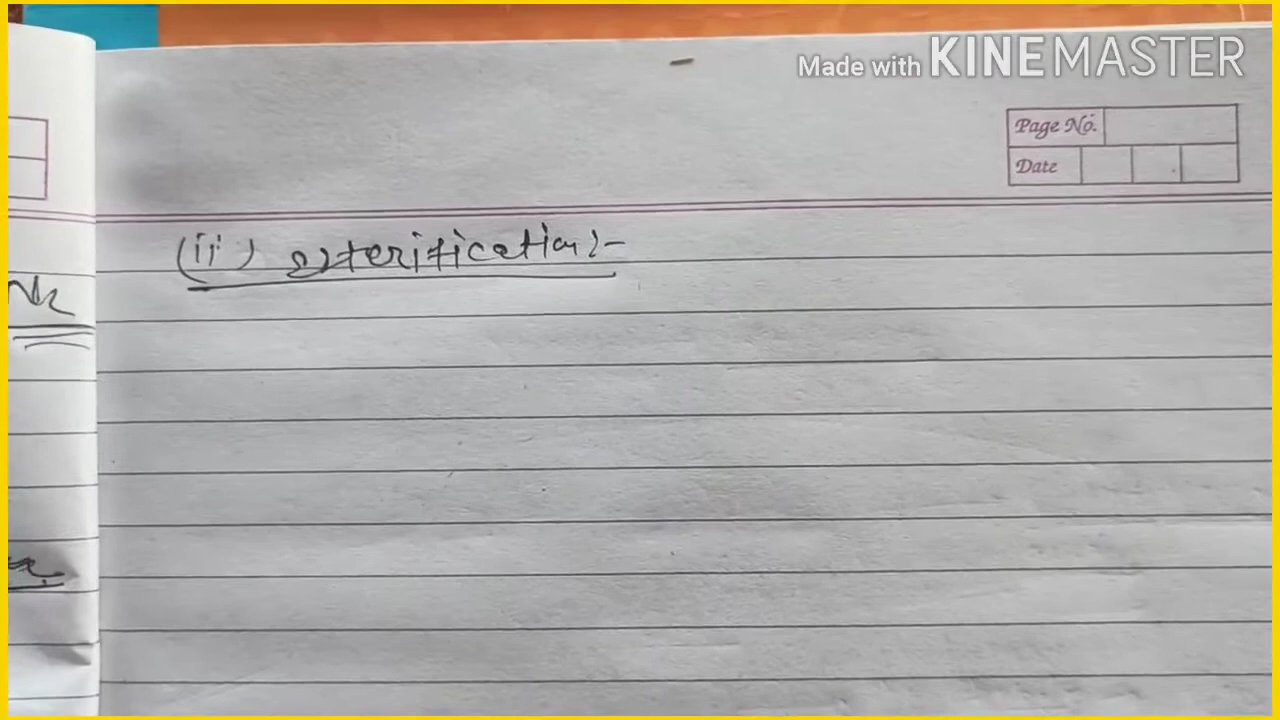 Made with KINEMASTER
Page No.
Date
(ii) esterification :-